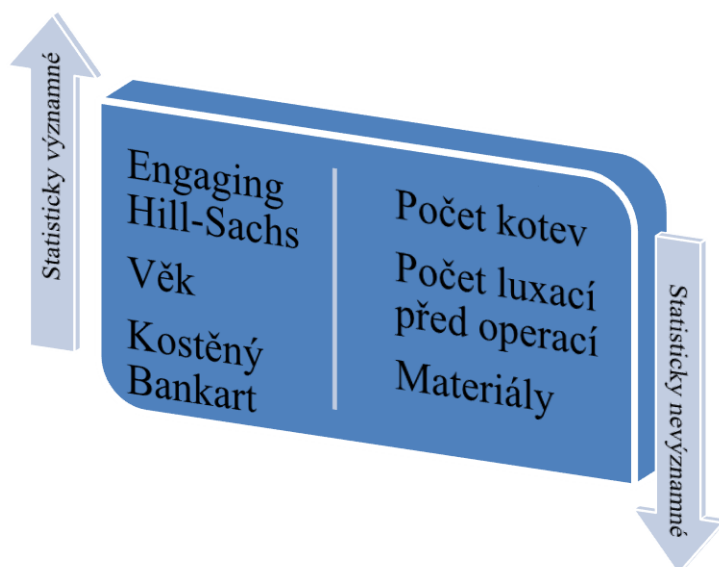 Statisticky významné
Engaging
Hill-Sachs
Věk
Kostěný
Bankart
Počet kotev
Počet luxací
před operací
Materiály
Statisticky nevýznamné